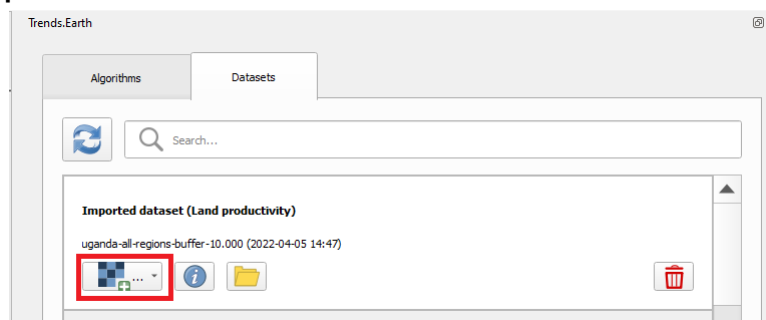 Trends.Earth
Algorithms
Datasets
Search...
Imported dataset (Land productivity)
uganda-all-regions-buffer-10.000 (2022-04-05 14:47)
...